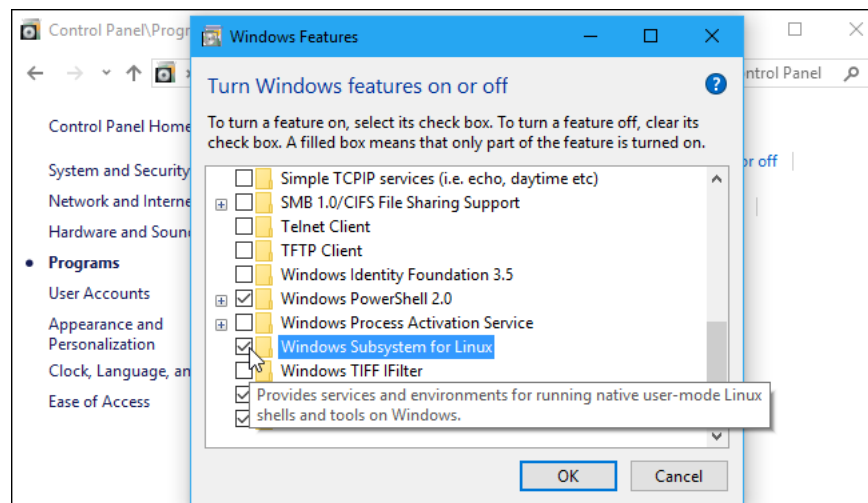 Control Panel\Progr
Windows Features
ntrol Panel
Turn Windows features on or off
To turn a feature on, select its check box. To turn a feature off, clear its
check box. A filled box means that only part of the feature is turned on.
Control Panel Home
System and Security
Network and Interne
Hardware and Soun
Programs
User Accounts
Appearance and
Personalization
Clock, Language, an
Ease of Access
or off
Simple TCPIP services (i.e. echo, daytime etc)
SMB 1.0/CIFS File Sharing Support
Telnet Client
TFTP Client
Windows Identity Foundation 3.5
Windows PowerShell 2.0
Windows Process Activation Service
Windows Subsystem for Linux
Windows TIFF IFilter
Provides services and environments for running native user-mode Linux
shells and tools on Windows.
OK
Cancel